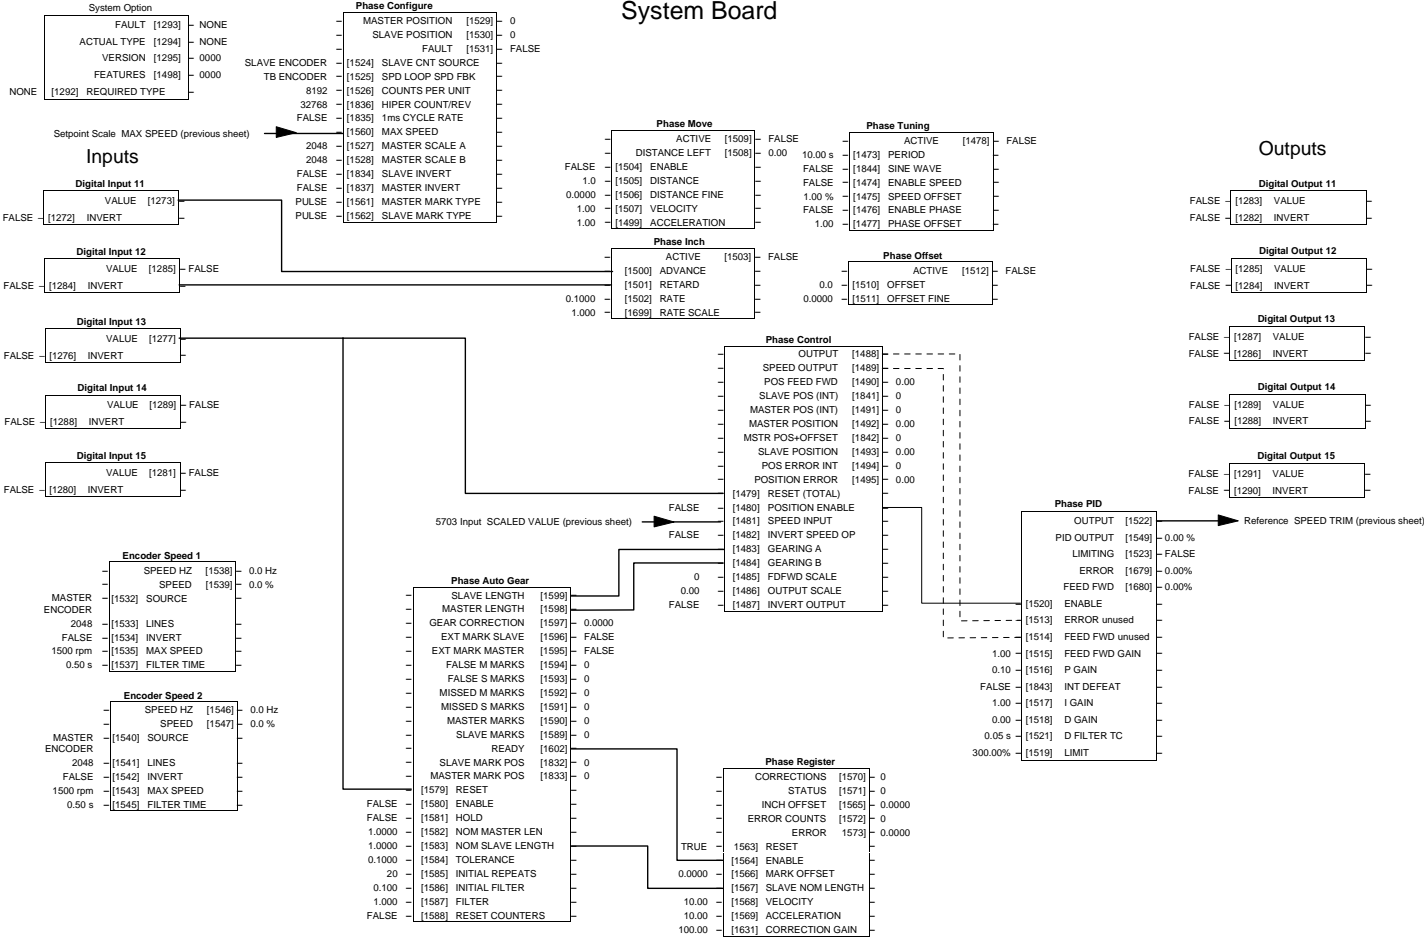 System Board
System Option
FAULT [1293] NONE
ACTUAL TYPE [1294] NONE
VERSION [1295] 0000
FEATURES [1498] 0000
NONE [1292] REQUIRED TYPE
Phase Configure
MASTER POSITION [1529] 0
SLAVE POSITION [1530] 0
FAULT [1531] FALSE
SLAVE ENCODER [1524] SLAVE CNT SOURCE
TB ENCODER [1525] SPD LOOP SPD FBK
8192 [1526] COUNTS PER UNIT
32768 [1836] HIPER COUNT/REV
FALSE [1835] 1ms CYCLE RATE
Setpoint Scale MAX SPEED (previous sheet) [1560] MAX SPEED
2048 [1527] MASTER SCALE A
2048 [1528] MASTER SCALE B
FALSE [1834] SLAVE INVERT
FALSE [1837] MASTER INVERT
PULSE [1561] MASTER MARK TYPE
PULSE [1562] SLAVE MARK TYPE
Inputs
Digital Input 11
VALUE [1273]
FALSE [1272] INVERT
Digital Input 12
VALUE [1285] FALSE
FALSE [1284] INVERT
Digital Input 13
VALUE [1277]
FALSE [1276] INVERT
Digital Input 14
VALUE [1289] FALSE
FALSE [1288] INVERT
Digital Input 15
VALUE [1281] FALSE
FALSE [1280] INVERT
Phase Move
ACTIVE [1509] FALSE
DISTANCE LEFT [1508] 0.00
FALSE [1504] ENABLE
1.0 [1505] DISTANCE
0.0000 [1506] DISTANCE FINE
1.00 [1507] VELOCITY
1.00 [1499] ACCELERATION
Phase Tuning
ACTIVE [1478] FALSE
10.00 s [1473] PERIOD
FALSE [1844] SINE WAVE
FALSE [1474] ENABLE SPEED
1.00 % [1475] SPEED OFFSET
FALSE [1476] ENABLE PHASE
1.00 [1477] PHASE OFFSET
Phase Inch
ACTIVE [1503] FALSE
[1500] ADVANCE
[1501] RETARD
0.1000 [1502] RATE
1.000 [1699] RATE SCALE
Phase Offset
ACTIVE [1512] FALSE
0.0 [1510] OFFSET
0.0000 [1511] OFFSET FINE
Outputs
Digital Output 11
FALSE [1283] VALUE
FALSE [1282] INVERT
Digital Output 12
FALSE [1285] VALUE
FALSE [1284] INVERT
Digital Output 13
FALSE [1287] VALUE
FALSE [1286] INVERT
Digital Output 14
FALSE [1289] VALUE
FALSE [1288] INVERT
Digital Output 15
FALSE [1291] VALUE
FALSE [1290] INVERT
Phase Control
OUTPUT [1488]
SPEED OUTPUT [1489]
POS FEED FWD [1490] 0.00
SLAVE POS (INT) [1841] 0
MASTER POS (INT) [1491] 0
MASTER POSITION [1492] 0.00
MSTR POS+OFFSET [1842] 0
SLAVE POSITION [1493] 0.00
POS ERROR INT [1494] 0
POSITION ERROR [1495] 0.00
[1479] RESET (TOTAL)
FALSE [1480] POSITION ENABLE
5703 Input SCALED VALUE (previous sheet) [1481] SPEED INPUT
FALSE [1482] INVERT SPEED OP
[1483] GEARING A
[1484] GEARING B
0 [1485] FDFWD SCALE
0.00 [1486] OUTPUT SCALE
FALSE [1487] INVERT OUTPUT
Phase PID
OUTPUT [1522] Reference SPEED TRIM (previous sheet)
PID OUTPUT [1549] 0.00 %
LIMITING [1523] FALSE
ERROR [1679] 0.00%
FEED FWD [1680] 0.00%
[1520] ENABLE
[1513] ERROR unused
[1514] FEED FWD unused
1.00 [1515] FEED FWD GAIN
0.10 [1516] P GAIN
FALSE [1843] INT DEFEAT
1.00 [1517] I GAIN
0.00 [1518] D GAIN
0.05 s [1521] D FILTER TC
300.00% [1519] LIMIT
Encoder Speed 1
SPEED HZ [1538] 0.0 Hz
SPEED [1539] 0.0 %
MASTER ENCODER [1532] SOURCE
2048 [1533] LINES
FALSE [1534] INVERT
1500 rpm [1535] MAX SPEED
0.50 s [1537] FILTER TIME
Encoder Speed 2
SPEED HZ [1546] 0.0 Hz
SPEED [1547] 0.0 %
MASTER ENCODER [1540] SOURCE
2048 [1541] LINES
FALSE [1542] INVERT
1500 rpm [1543] MAX SPEED
0.50 s [1545] FILTER TIME
Phase Auto Gear
SLAVE LENGTH [1599]
MASTER LENGTH [1598]
GEAR CORRECTION [1597] 0.0000
EXT MARK SLAVE [1596] FALSE
EXT MARK MASTER [1595] FALSE
FALSE M MARKS [1594] 0
FALSE S MARKS [1593] 0
MISSED M MARKS [1592] 0
MISSED S MARKS [1591] 0
MASTER MARKS [1590] 0
SLAVE MARKS [1589] 0
READY [1602]
SLAVE MARK POS [1832] 0
MASTER MARK POS [1833] 0
[1579] RESET
FALSE [1580] ENABLE
FALSE [1581] HOLD
1.0000 [1582] NOM MASTER LEN
1.0000 [1583] NOM SLAVE LENGTH
0.1000 [1584] TOLERANCE
20 [1585] INITIAL REPEATS
0.100 [1586] INITIAL FILTER
1.000 [1587] FILTER
FALSE [1588] RESET COUNTERS
Phase Register
CORRECTIONS [1570] 0
STATUS [1571] 0
INCH OFFSET [1565] 0.0000
ERROR COUNTS [1572] 0
ERROR 1573] 0.0000
TRUE 1563] RESET
[1564] ENABLE
0.0000 [1566] MARK OFFSET
[1567] SLAVE NOM LENGTH
10.00 [1568] VELOCITY
10.00 [1569] ACCELERATION
100.00 [1631] CORRECTION GAIN